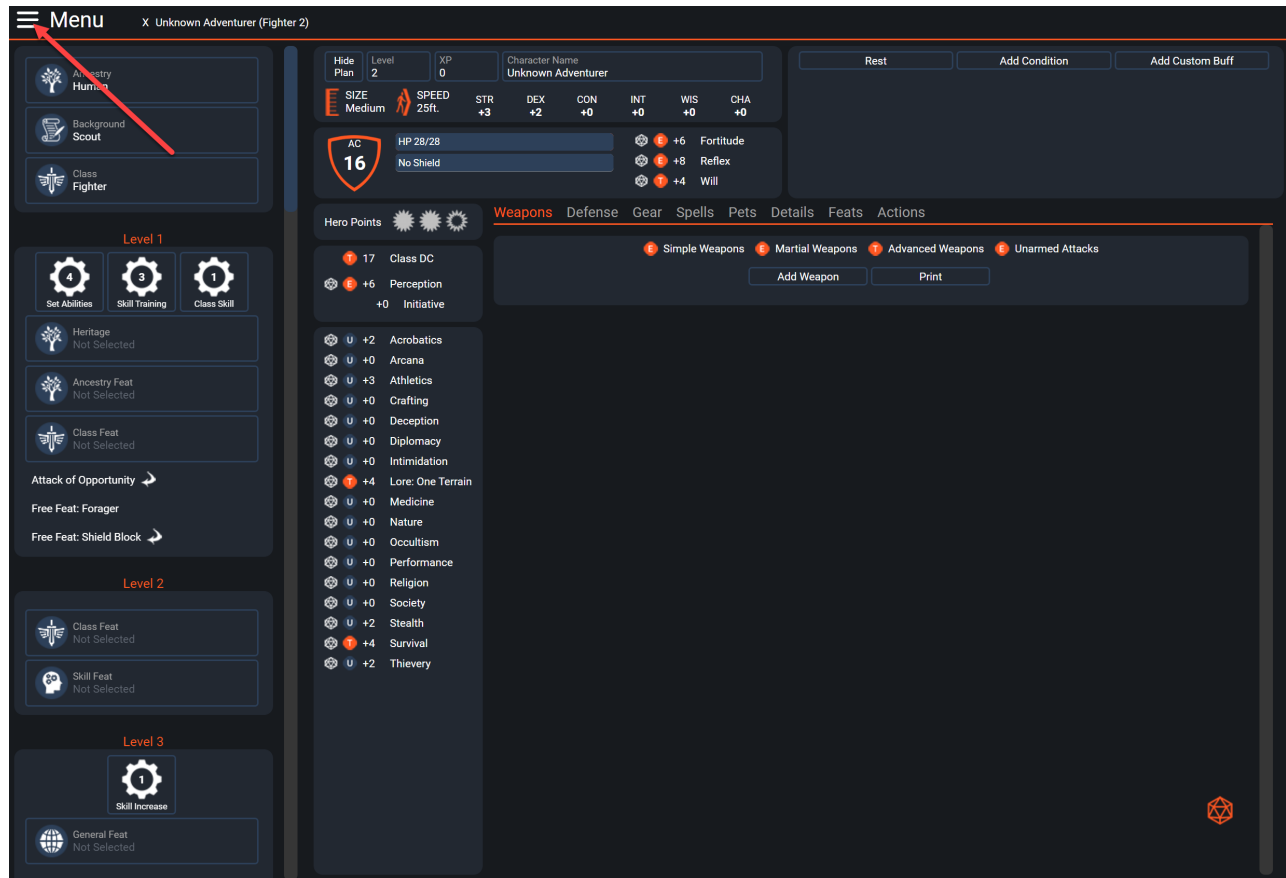 Menu X Unknown Adventurer (Fighter 2)
Ancestry
Human
Background
Scout
Class
Fighter
Level 1
4 3 1
Set Abilities Skill Training Class Skill
Heritage
Not Selected
Ancestry Feat
Not Selected
Class Feat
Not Selected
Attack of Opportunity
Free Feat: Forager
Free Feat: Shield Block
Level 2
Class Feat
Not Selected
Skill Feat
Not Selected
Level 3
1
Skill Increase
General Feat
Not Selected
Hide Plan
Level
2
XP
0
Character Name
Unknown Adventurer
SIZE
Medium
SPEED
25ft.
STR DEX CON INT WIS CHA
+3 +2 +0 +0 +0 +0
AC
16
HP 28/28
No Shield
E +6 Fortitude
E +8 Reflex
T +4 Will
Rest Add Condition Add Custom Buff
Hero Points
T 17 Class DC
E +6 Perception
+0 Initiative
U +2 Acrobatics
U +0 Arcana
U +3 Athletics
U +0 Crafting
U +0 Deception
U +0 Diplomacy
U +0 Intimidation
T +4 Lore: One Terrain
U +0 Medicine
U +0 Nature
U +0 Occultism
U +0 Performance
U +0 Religion
U +0 Society
U +2 Stealth
T +4 Survival
U +2 Thievery
Weapons Defense Gear Spells Pets Details Feats Actions
E Simple Weapons E Martial Weapons T Advanced Weapons E Unarmed Attacks
Add Weapon Print